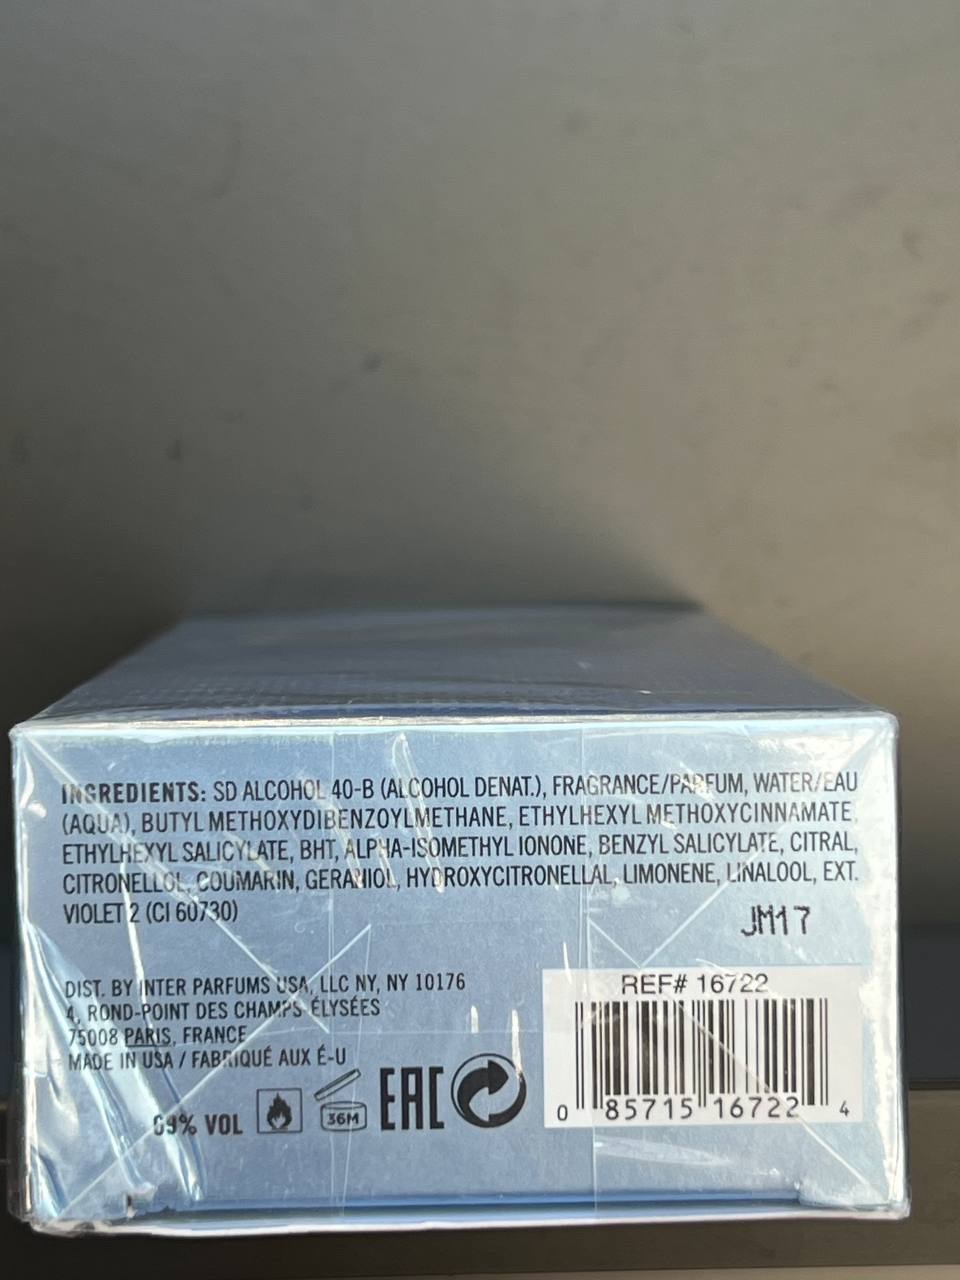 INGREDIENTS: SD ALCOHOL 40-B (ALCOHOL DENAT.), FRAGRANCE/PARFUM, WATER/EAU
(AQUA), BUTYL METHOXYDIBENZOYLMETHANE, ETHYLHEXYL METHOXYCINNAMATE,
ETHYLHEXYL SALICYLATE, BHT, ALPHA-ISOMETHYL IONONE, BENZYL SALICYLATE, CITRAL,
CITRONELLOL, COUMARIN, GERANIOL, HYDROXYCITRONELLAL, LIMONENE, LINALOOL, EXT.
VIOLET 2 (CI 60730)
JM17
DIST. BY INTER PARFUMS USA, LLC NY, NY 10176
4, ROND-POINT DES CHAMPS-ÉLYSÉES
75008 PARIS, FRANCE
MADE IN USA / FABRIQUÉ AUX É-U
REF# 16722
69% VOL
36M
EAC
0 85715 16722 4